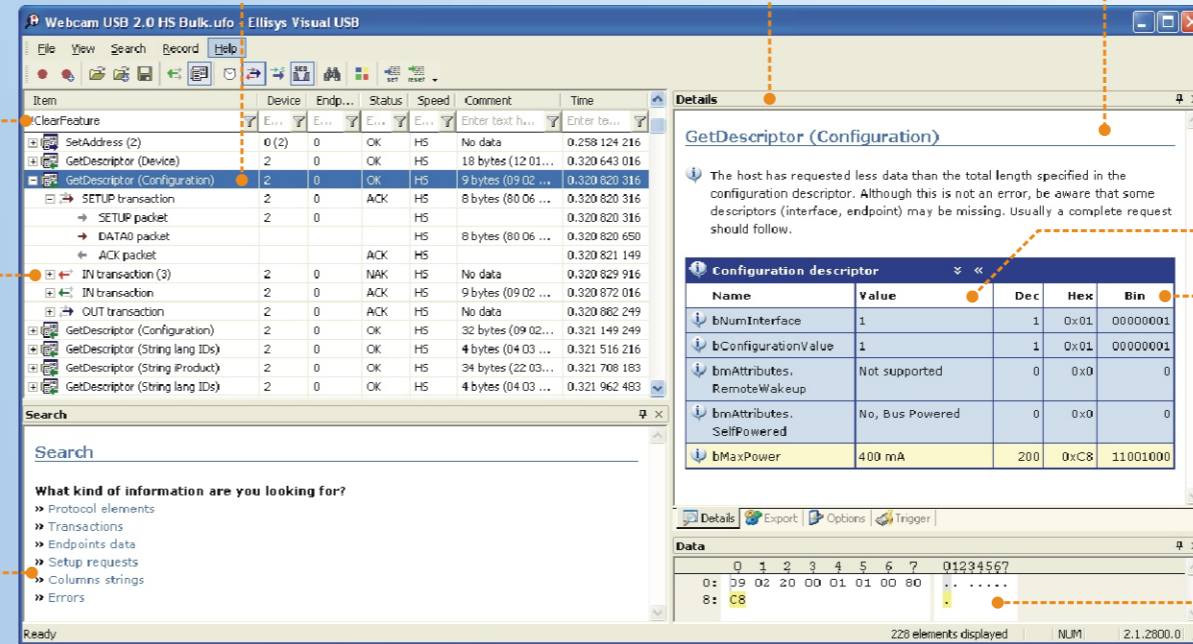 Webcam USB 2.0 HS Bulk.ufo - Ellisys Visual USB
File View Search Record Help
Item Device Endp... Status Speed Comment Time
!ClearFeature E... E... E... E... Enter text h... Enter te...
SetAddress (2) 0 (2) 0 OK HS No data 0.258 124 216
GetDescriptor (Device) 2 0 OK HS 18 bytes (12 01... 0.320 643 016
GetDescriptor (Configuration) 2 0 OK HS 9 bytes (09 02 ... 0.320 820 316
SETUP transaction 2 0 ACK HS 8 bytes (80 06 ... 0.320 820 316
SETUP packet 2 0 HS 0.320 820 316
DATA0 packet HS 8 bytes (80 06 ... 0.320 820 650
ACK packet ACK HS 0.320 821 149
IN transaction (3) 2 0 NAK HS No data 0.320 829 916
IN transaction 2 0 ACK HS 9 bytes (09 02 ... 0.320 872 016
OUT transaction 2 0 ACK HS No data 0.320 882 249
GetDescriptor (Configuration) 2 0 OK HS 32 bytes (09 02... 0.321 149 249
GetDescriptor (String lang IDs) 2 0 OK HS 4 bytes (04 03 ... 0.321 516 216
GetDescriptor (String iProduct) 2 0 OK HS 34 bytes (22 03... 0.321 708 183
GetDescriptor (String lang IDs) 2 0 OK HS 4 bytes (04 03 ... 0.321 962 483
Search
Search
What kind of information are you looking for?
» Protocol elements
» Transactions
» Endpoints data
» Setup requests
» Columns strings
» Errors
Details
GetDescriptor (Configuration)
The host has requested less data than the total length specified in the
configuration descriptor. Although this is not an error, be aware that some
descriptors (interface, endpoint) may be missing. Usually a complete request
should follow.
Configuration descriptor
Name Value Dec Hex Bin
bNumInterface 1 1 0x01 00000001
bConfigurationValue 1 1 0x01 00000001
bmAttributes. Not supported 0 0x0 0
RemoteWakeup
bmAttributes. No, Bus Powered 0 0x0 0
SelfPowered
bMaxPower 400 mA 200 0xC8 11001000
Details Export Options Trigger
Data
0 1 2 3 4 5 6 7 01234567
0: 09 02 20 00 01 01 00 80 .. .....
8: C8 .
Ready 228 elements displayed NUM 2.1.2800.0